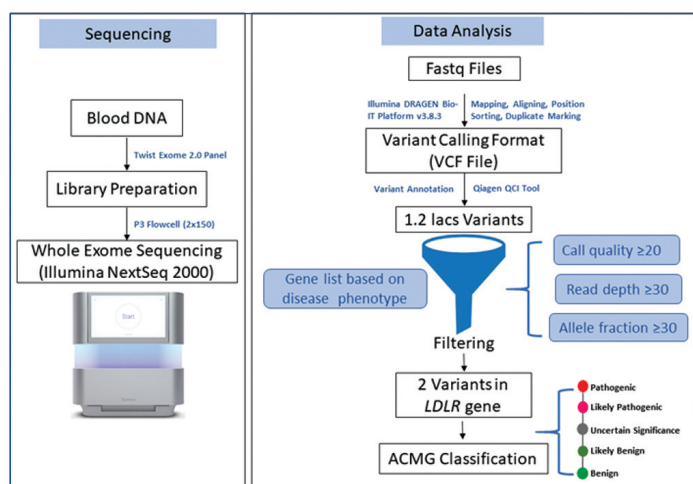 Sequencing
Blood DNA
Twist Exome 2.0 Panel
Library Preparation
P3 Flowcell (2x150)
Whole Exome Sequencing
(Illumina NextSeq 2000)
Start
Data Analysis
Fastq Files
Illumina DRAGEN Bio-
IT Platform v3.8.3
Mapping, Aligning, Position
Sorting, Duplicate Marking
Variant Calling Format
(VCF File)
Variant Annotation
Qiagen QCI Tool
1.2 lacs Variants
Gene list based on
disease phenotype
Call quality ≥20
Read depth ≥30
Allele fraction ≥30
Filtering
2 Variants in
LDLR gene
ACMG Classification
Pathogenic
Likely Pathogenic
Uncertain Significance
Likely Benign
Benign